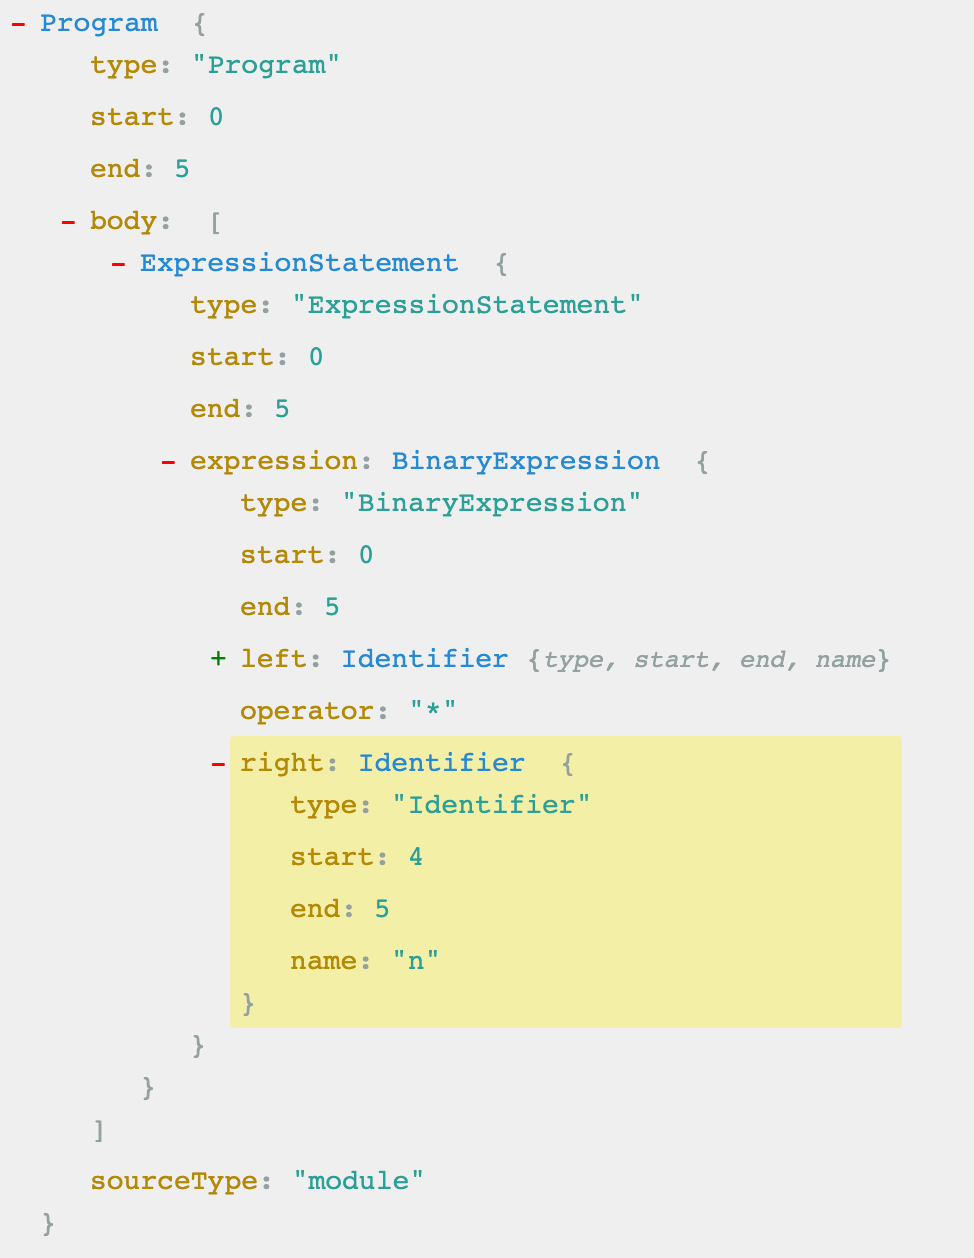 − Program {
type: "Program"
start: 0
end: 5
− body: [
− ExpressionStatement {
type: "ExpressionStatement"
start: 0
end: 5
− expression: BinaryExpression {
type: "BinaryExpression"
start: 0
end: 5
+ left: Identifier {type, start, end, name}
operator: "*"
− right: Identifier {
type: "Identifier"
start: 4
end: 5
name: "n"
}
}
}
]
sourceType: "module"
}